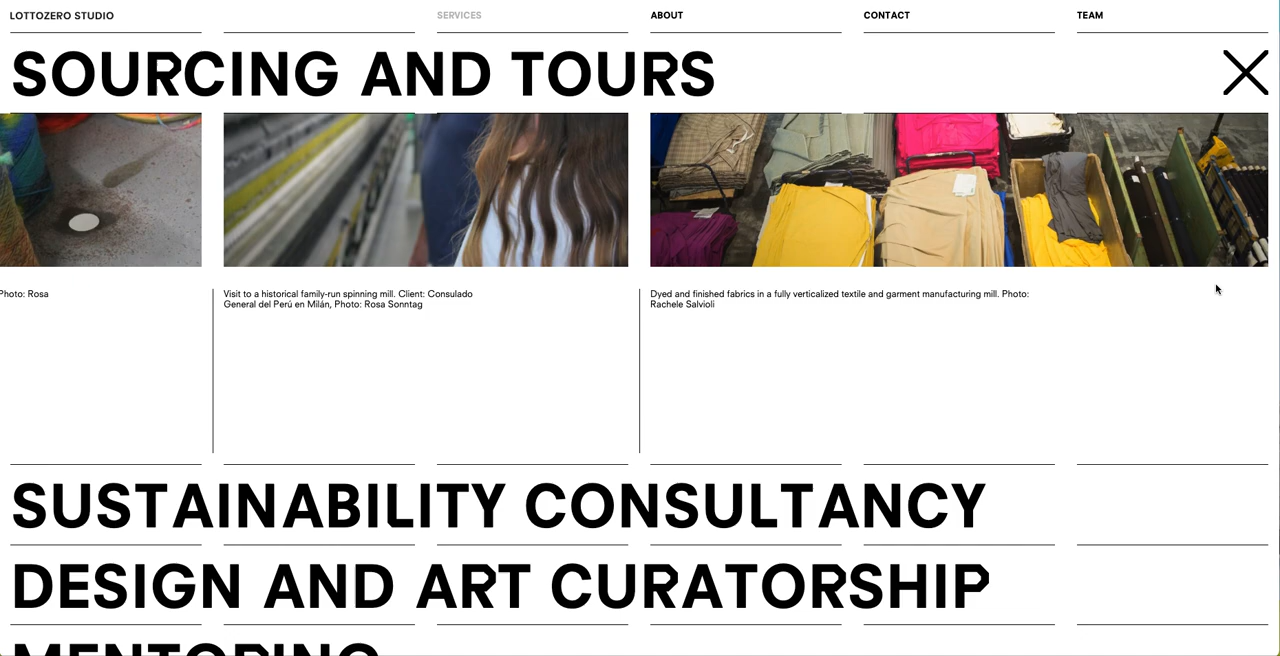 LOTTOZERO STUDIO
SERVICES
ABOUT
CONTACT
TEAM
SOURCING AND TOURS
Photo: Rosa
Visit to a historical family-run spinning mill. Client: Consulado
General del Perú en Milán, Photo: Rosa Sonntag
Dyed and finished fabrics in a fully verticalized textile and garment manufacturing mill. Photo:
Rachele Salvioli
SUSTAINABILITY CONSULTANCY
DESIGN AND ART CURATORSHIP
MENTORING